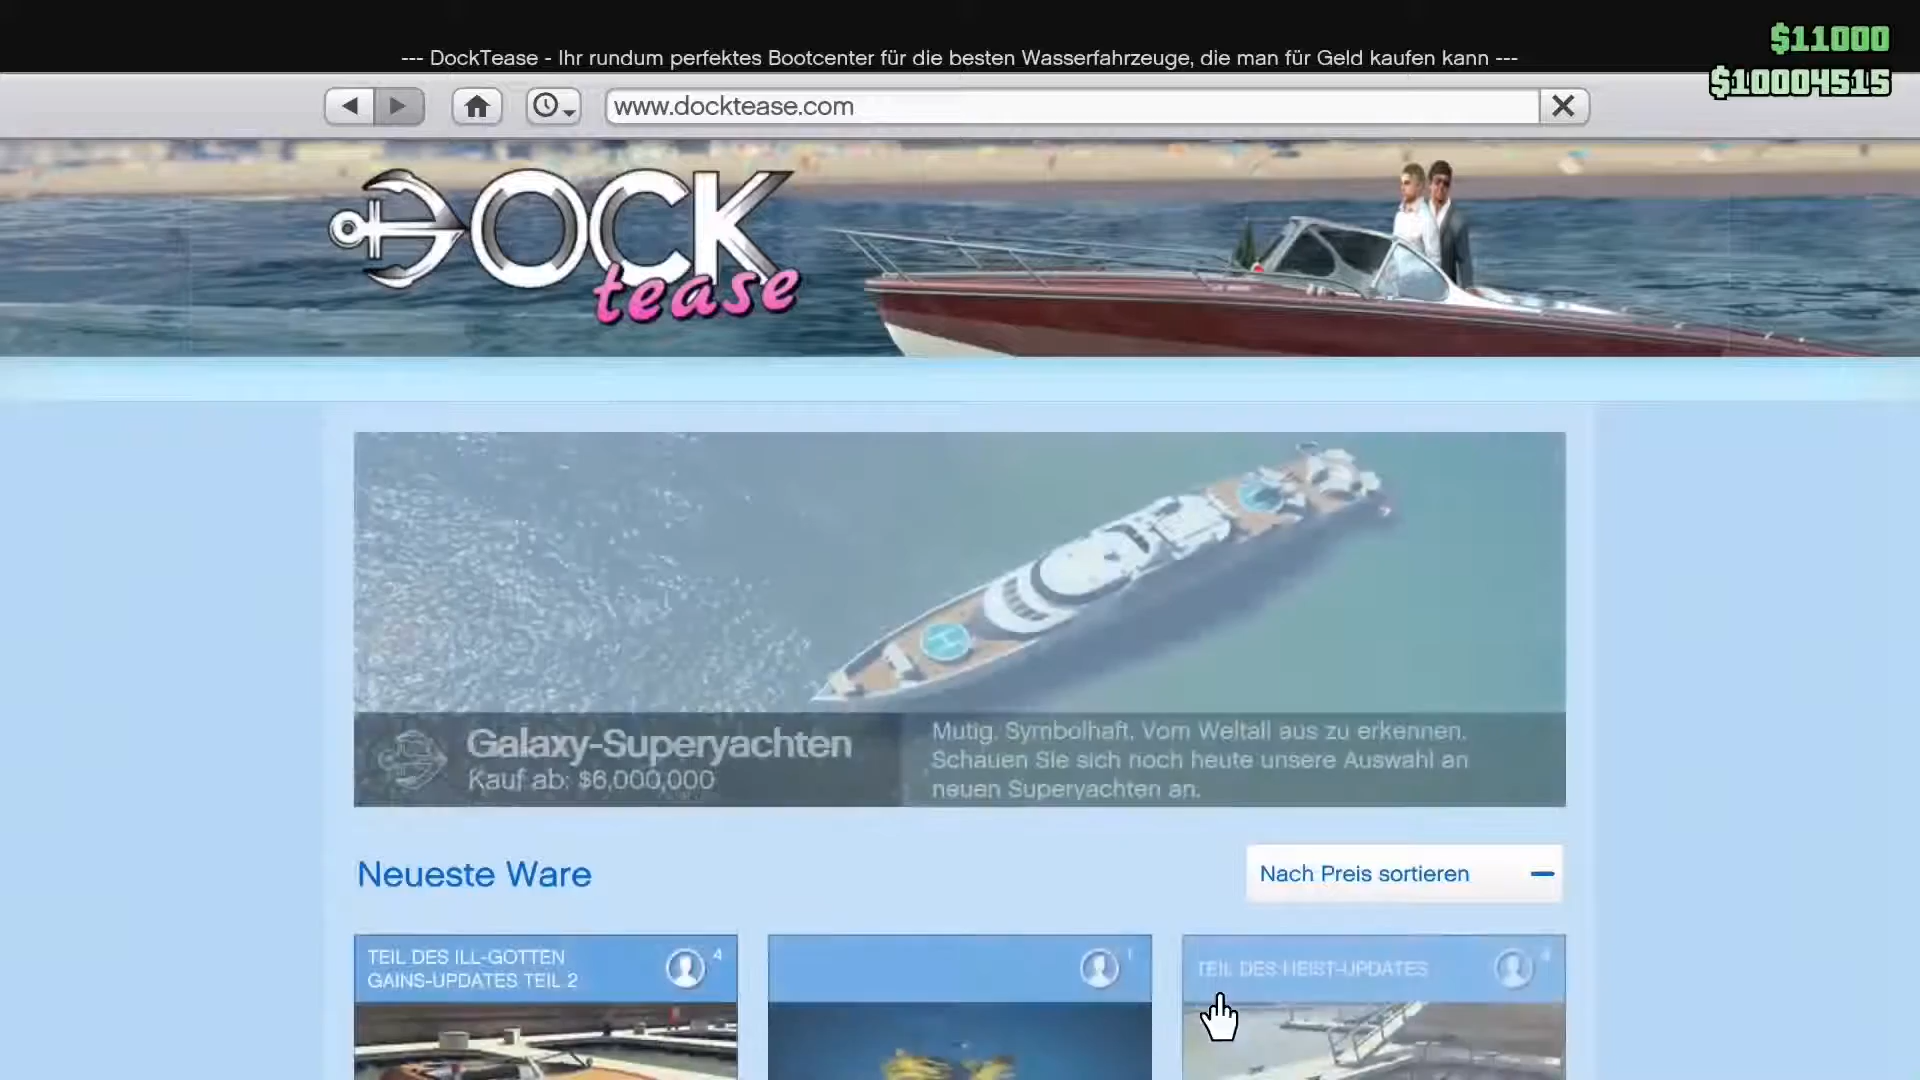 $11000
--- DockTease - Ihr rundum perfektes Bootcenter für die besten Wasserfahrzeuge, die man für Geld kaufen kann ---
$10004515
www.docktease.com
DOCK
tease
Galaxy-Superyachten
Kauf ab: $6,000,000
Mutig. Symbolhaft. Vom Weltall aus zu erkennen.
Schauen Sie sich noch heute unsere Auswahl an
neuen Superyachten an.
Neueste Ware
Nach Preis sortieren
TEIL DES ILL-GOTTEN
GAINS-UPDATES TEIL 2
4
1
TEIL DES HEIST-UPDATES
4